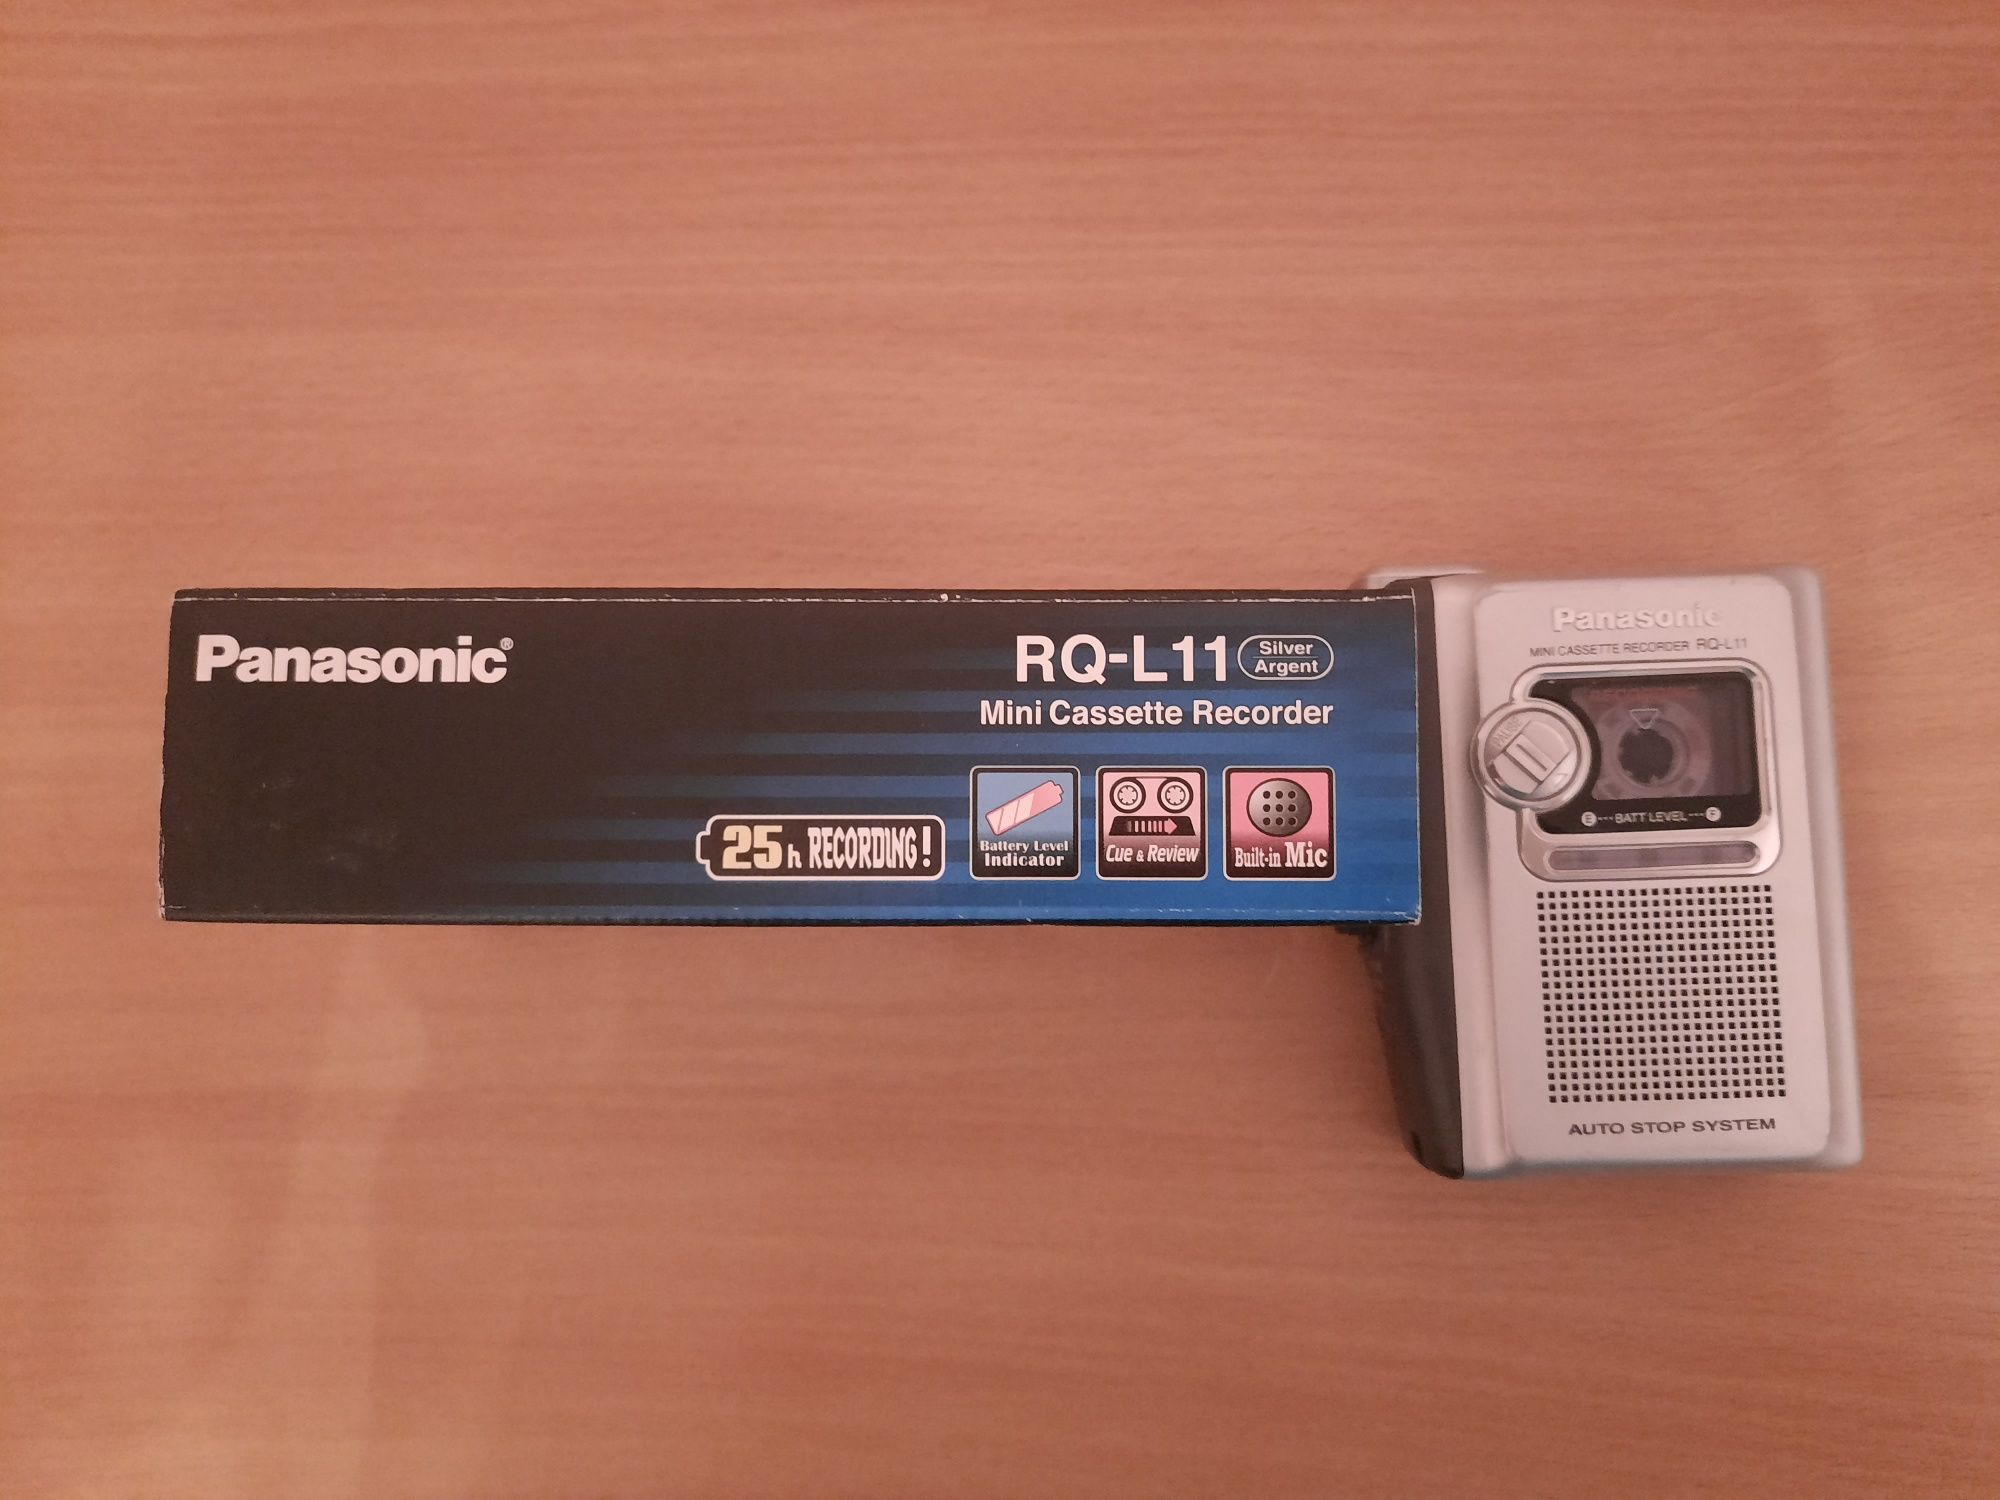 Panasonic®
RQ-L11 Silver Argent
Mini Cassette Recorder
25h RECORDING!
Battery Level Indicator
Cue & Review
Built-in Mic
Panasonic
MINI CASSETTE RECORDER RQ-L11
PAUSE
E---BATT LEVEL---F
AUTO STOP SYSTEM